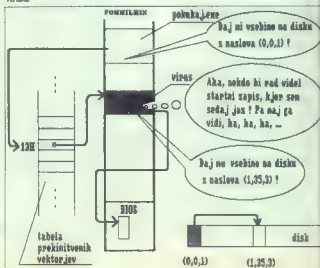 POMNILNIK
pokukaj.exe
Daj mi vsebino na disku
z naslova (0,0,1) !
virus
Aha, nekdo bi rad videl
startni zapis, kjer sem
sedaj jaz ! Pa naj ga
vidi, ha, ha, ha, ...
13H
Daj mu vsebino na disku
z naslova (1,35,3) !
BIOS
tabela
prekinitvenih
vektorjev
disk
(0,0,1)
(1,35,3)